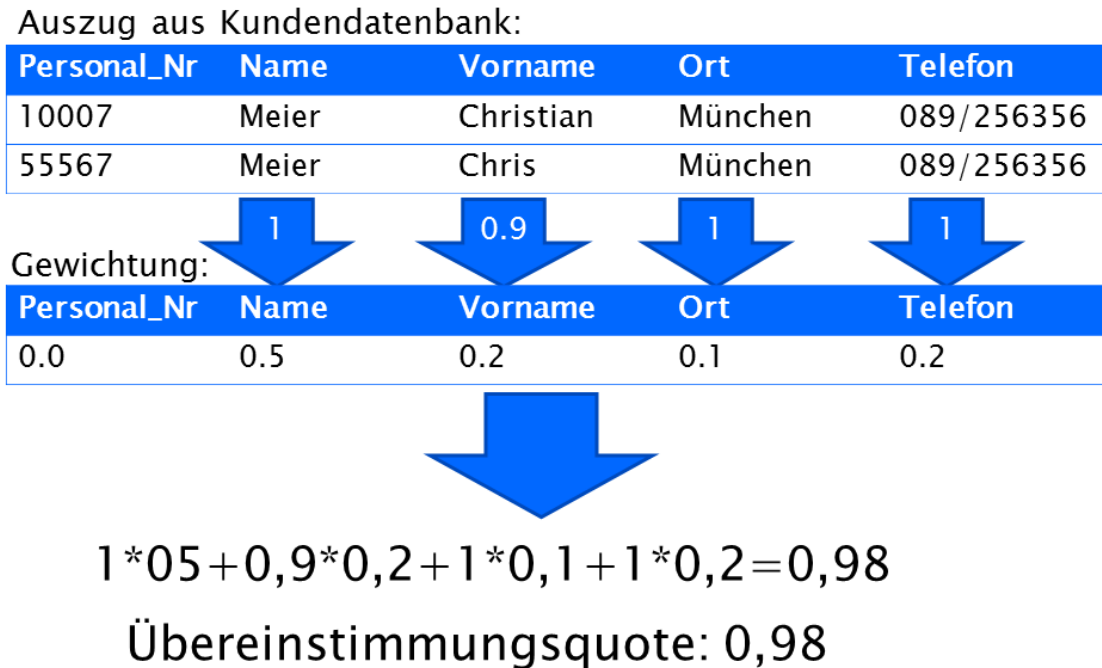 Auszug aus Kundendatenbank:
Personal_Nr Name Vorname Ort Telefon
10007 Meier Christian München 089/256356
55567 Meier Chris München 089/256356
1 0.9 1 1
Gewichtung:
Personal_Nr Name Vorname Ort Telefon
0.0 0.5 0.2 0.1 0.2
1*05+0,9*0,2+1*0,1+1*0,2=0,98
Übereinstimmungsquote: 0,98